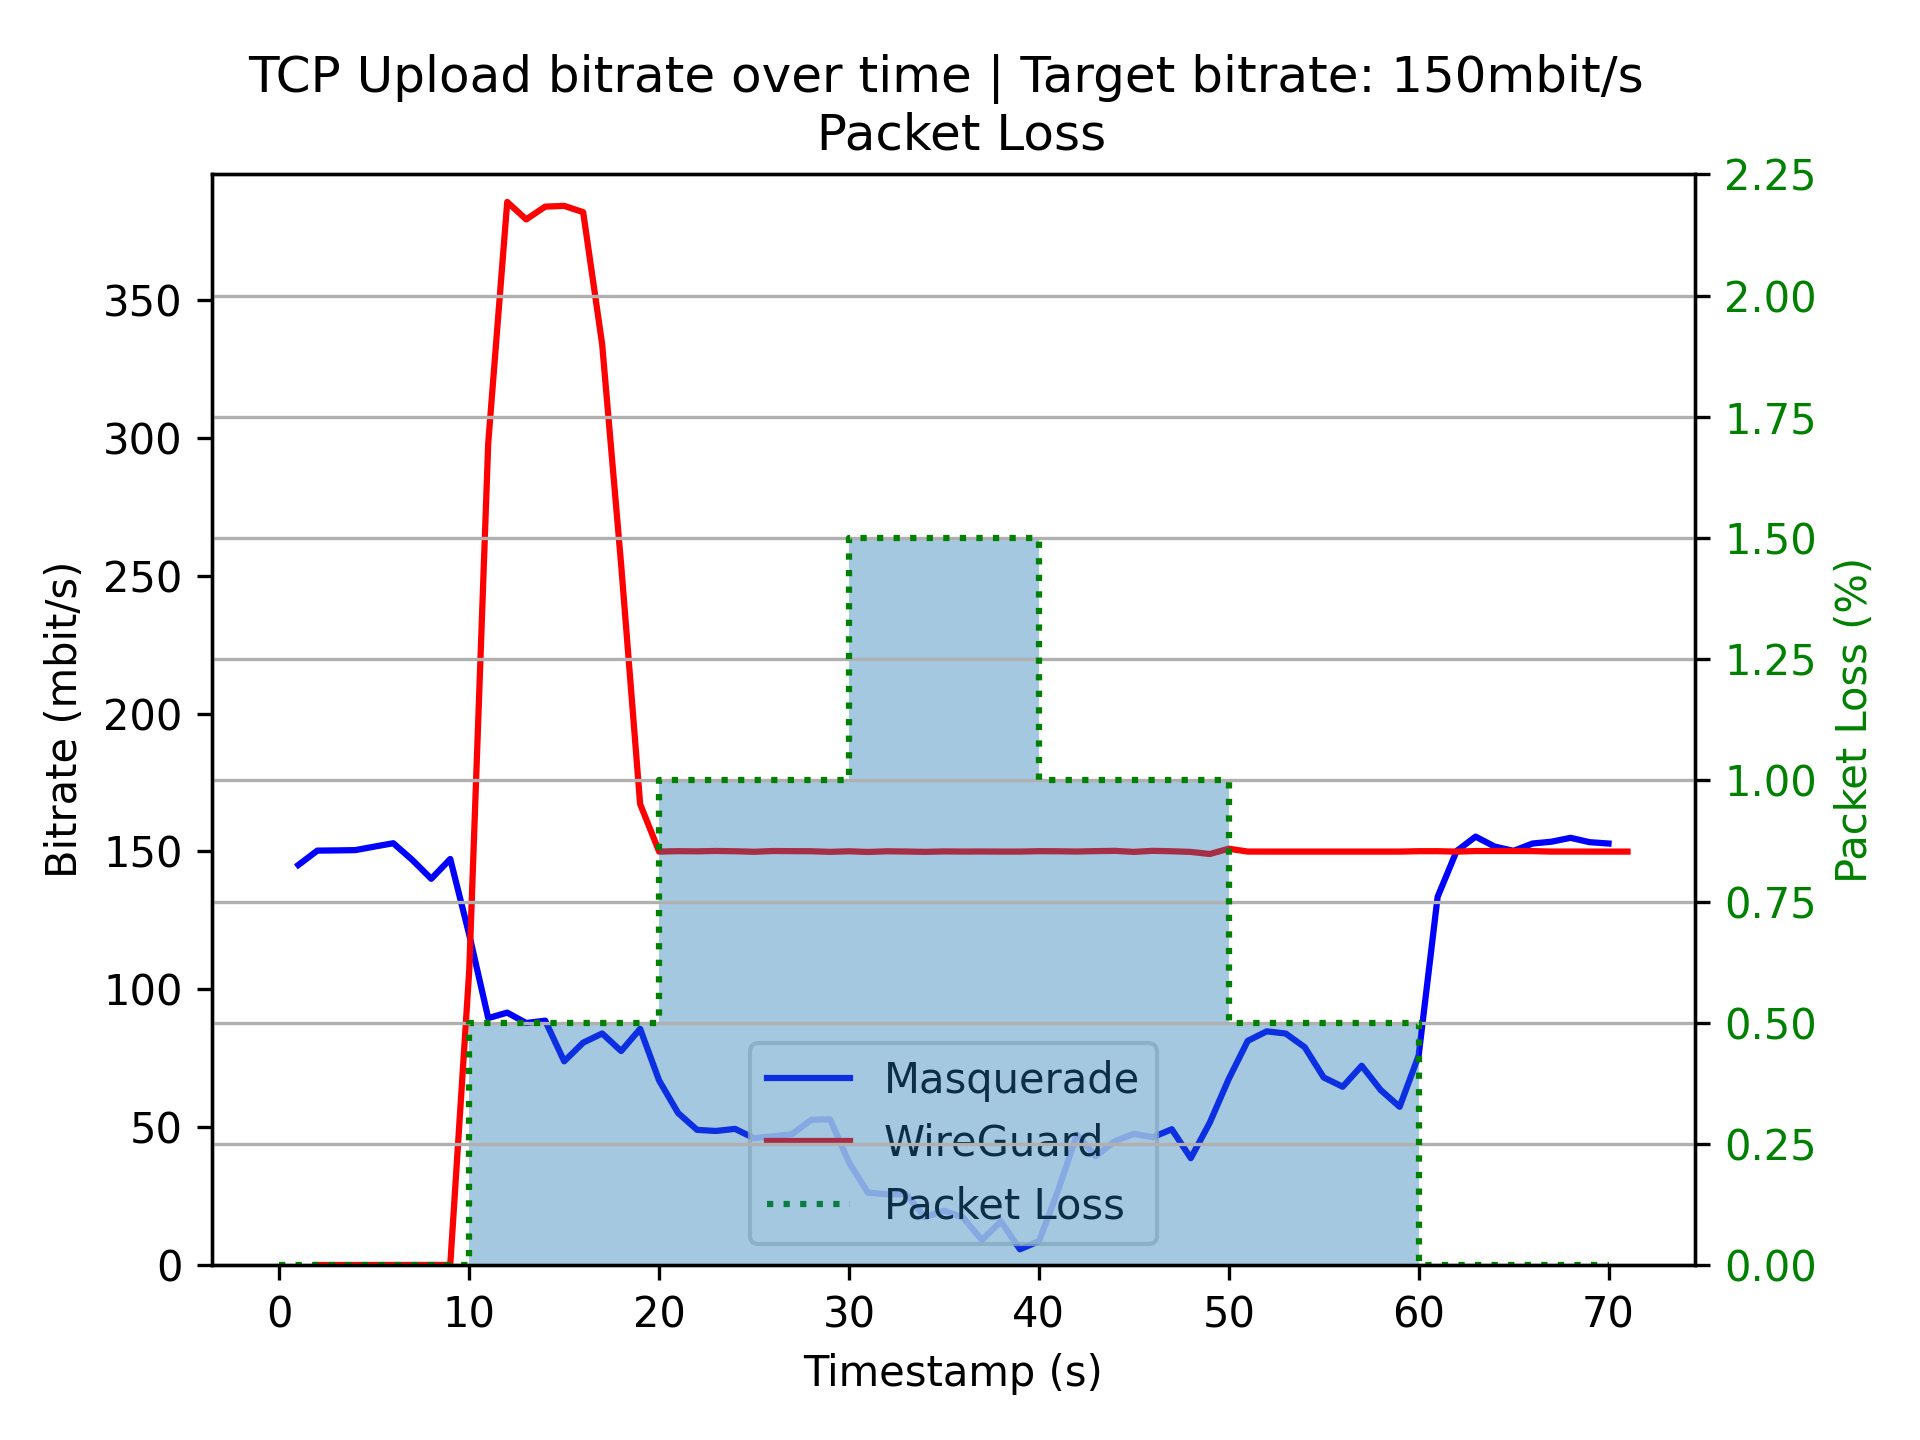 TCP Upload bitrate over time | Target bitrate: 150mbit/s
Packet Loss
Bitrate (mbit/s)
350
300
250
200
150
100
50
0
2.25
2.00
1.75
1.50
1.25
1.00
0.75
0.50
0.25
0.00
Packet Loss (%)
Masquerade
WireGuard
Packet Loss
0 10 20 30 40 50 60 70
Timestamp (s)